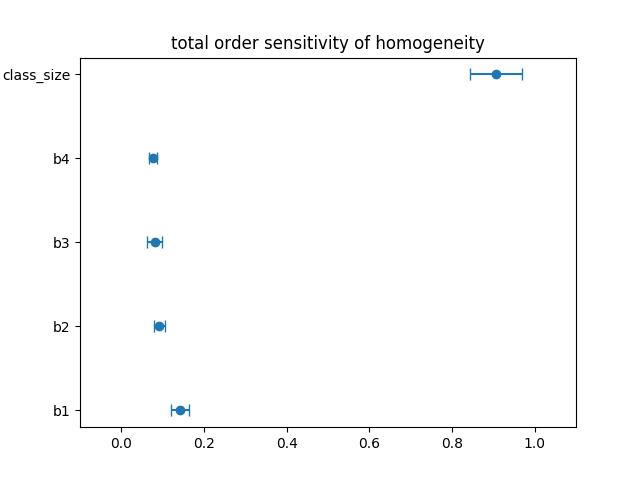 total order sensitivity of homogeneity
class_size
b4
b3
b2
b1
0.0 0.2 0.4 0.6 0.8 1.0